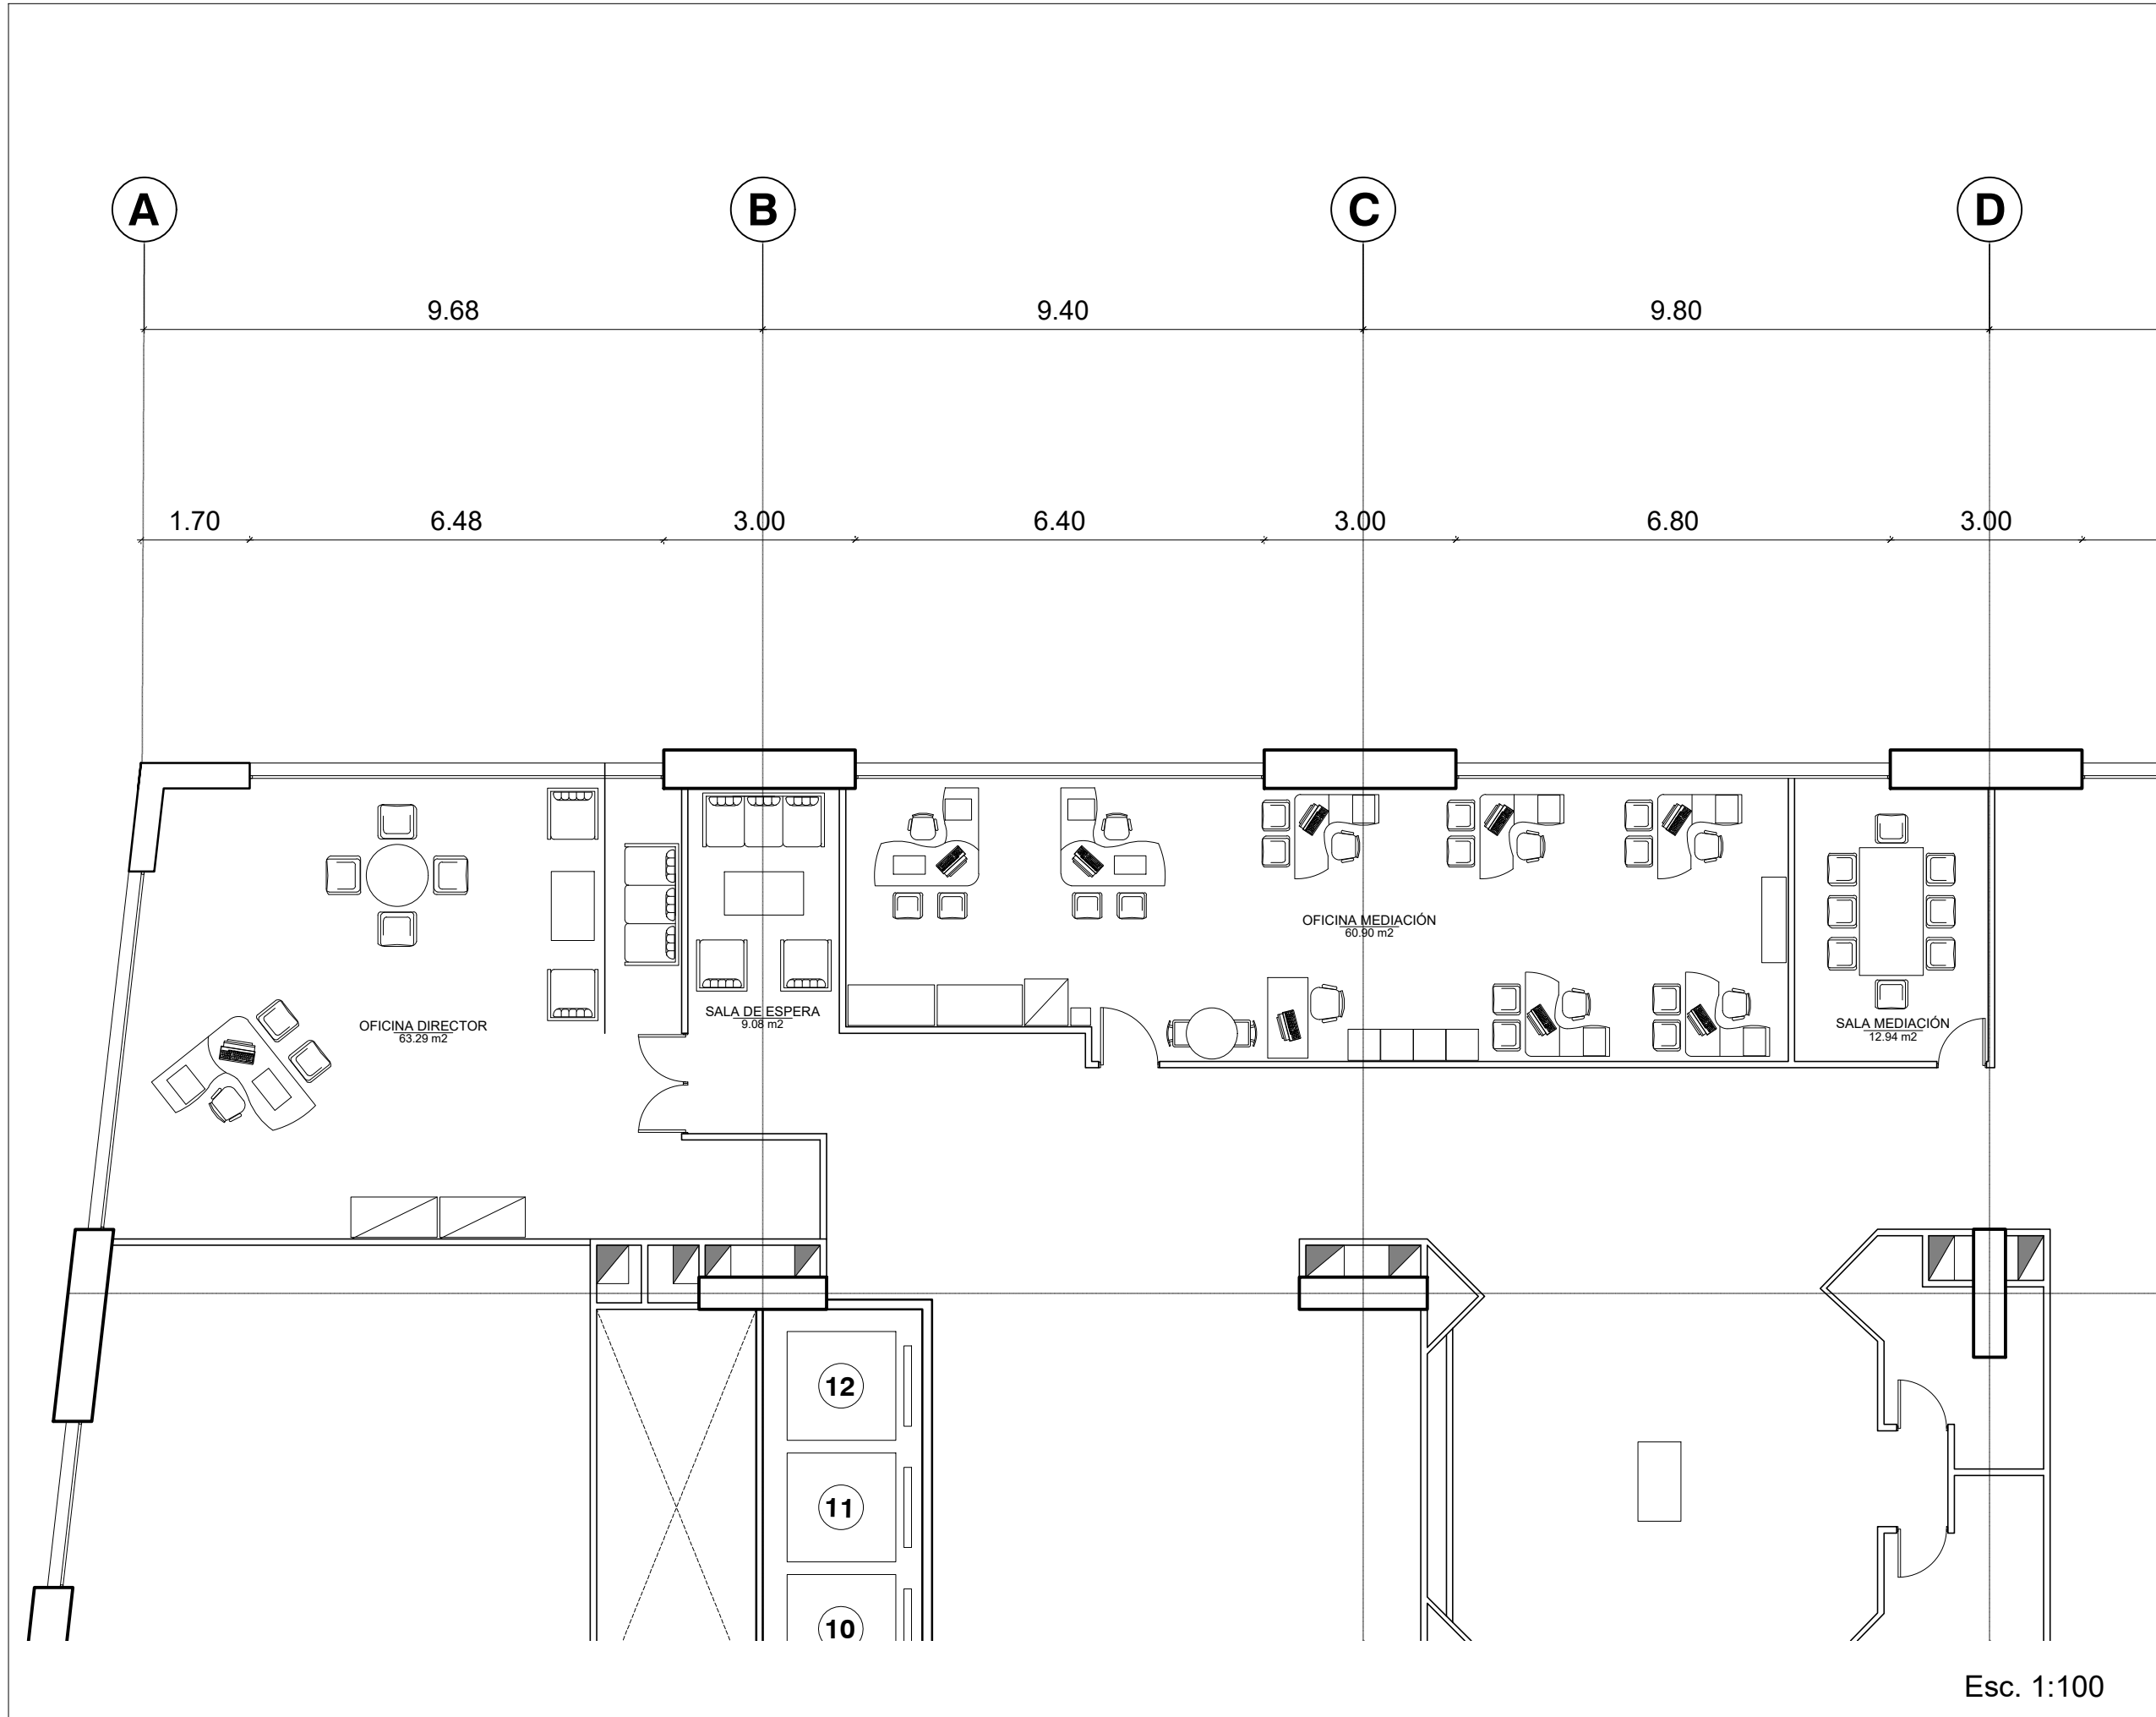 A B C D
9.68 9.40 9.80
1.70 6.48 3.00 6.40 3.00 6.80 3.00
OFICINA MEDIACIÓN
60.90 m2
SALA DE ESPERA
9.08 m2
OFICINA DIRECTOR
63.29 m2
SALA MEDIACIÓN
12.94 m2
12
11
10
Esc. 1:100